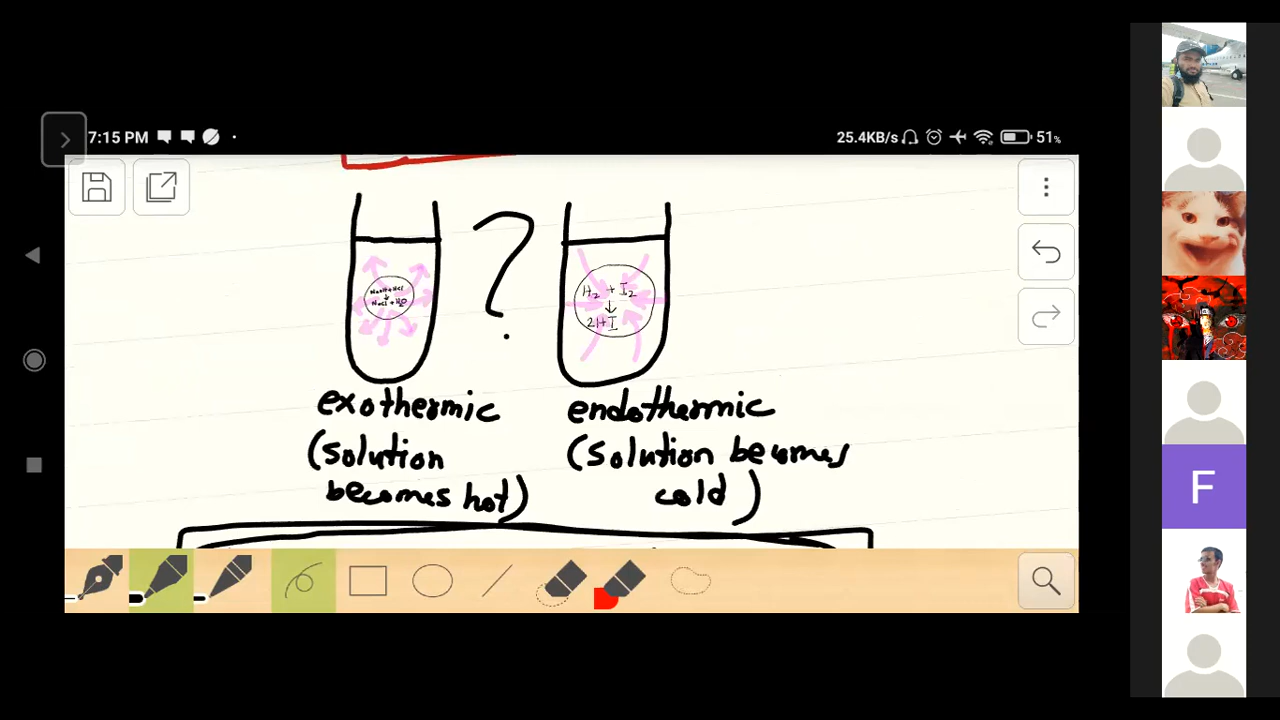 7:15 PM
25.4KB/s
51%
?
NaOH+HCl
↓
NaCl+H2O
H2 + I2
↓
2HI
exothermic
(solution
becomes hot)
endothermic
(solution becomes
cold)
F